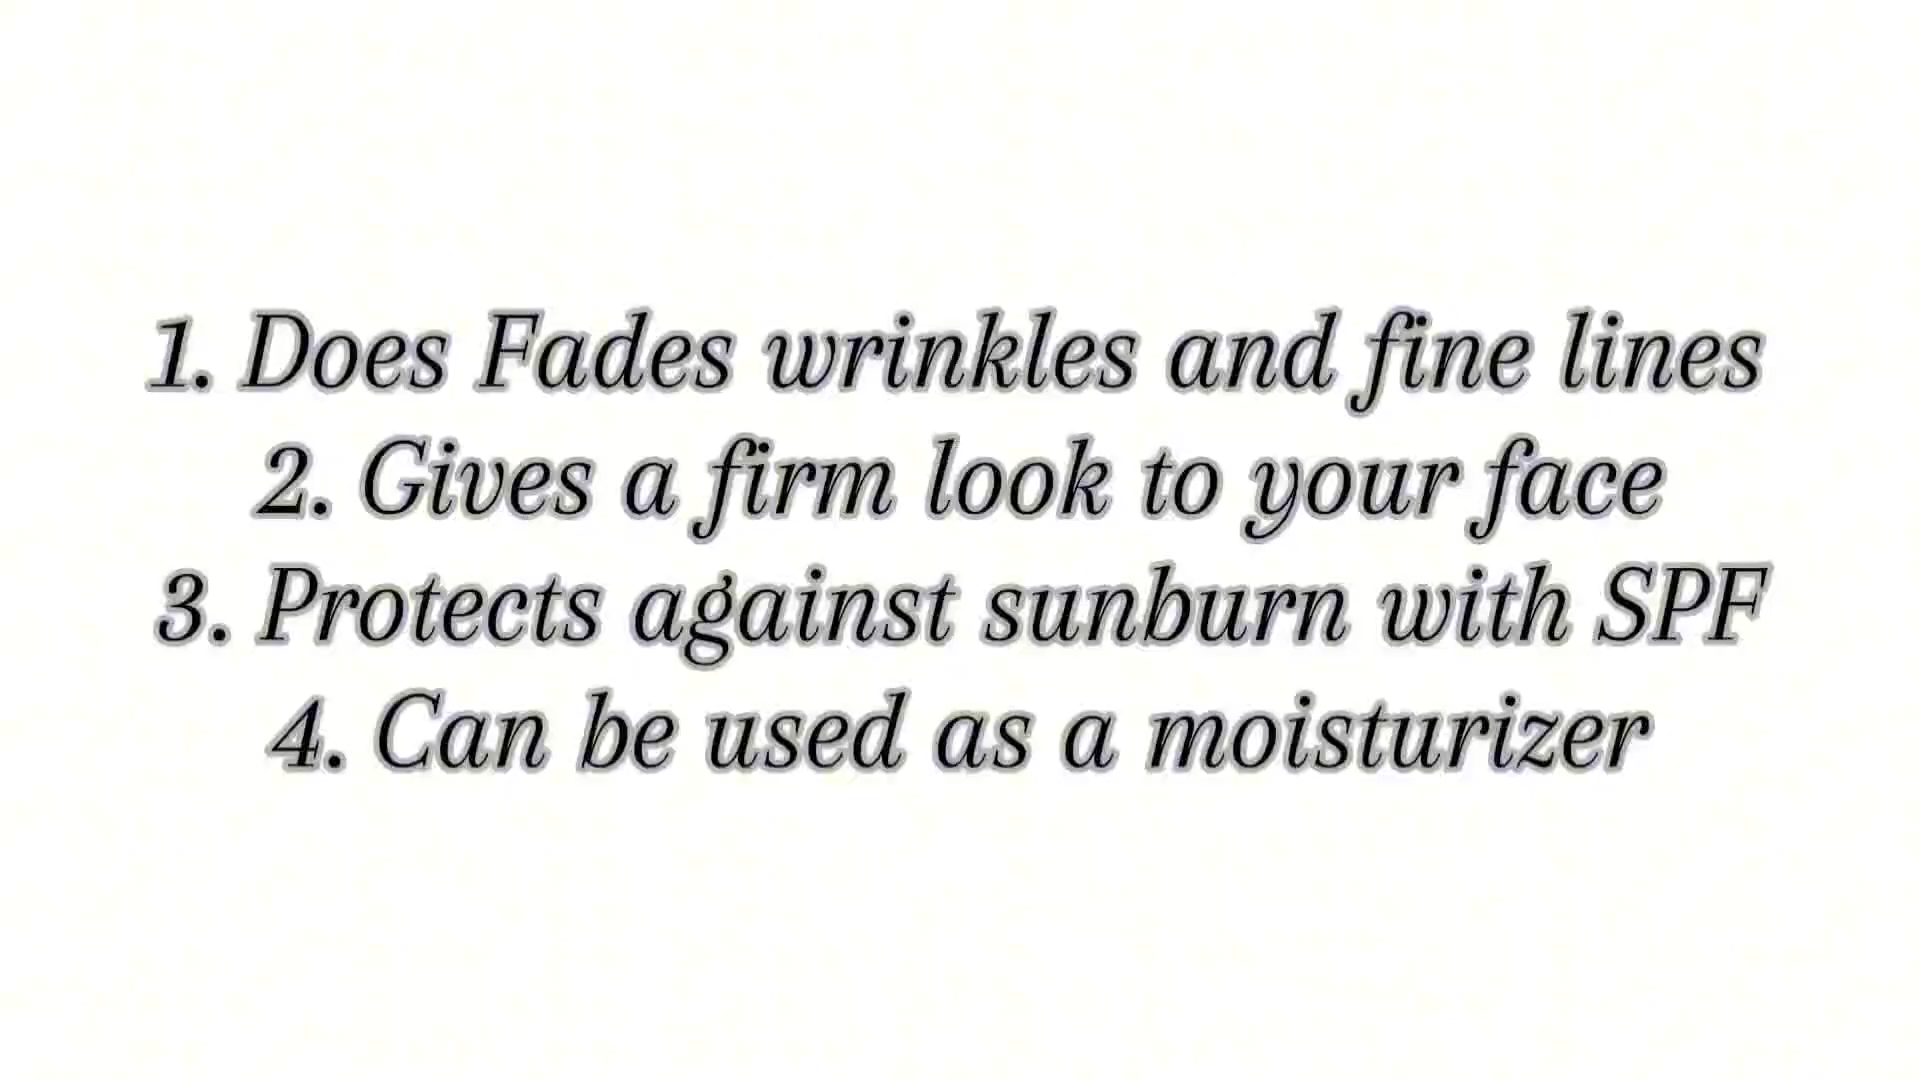 1. Does Fades wrinkles and fine lines
2. Gives a firm look to your face
3. Protects against sunburn with SPF
4. Can be used as a moisturizer